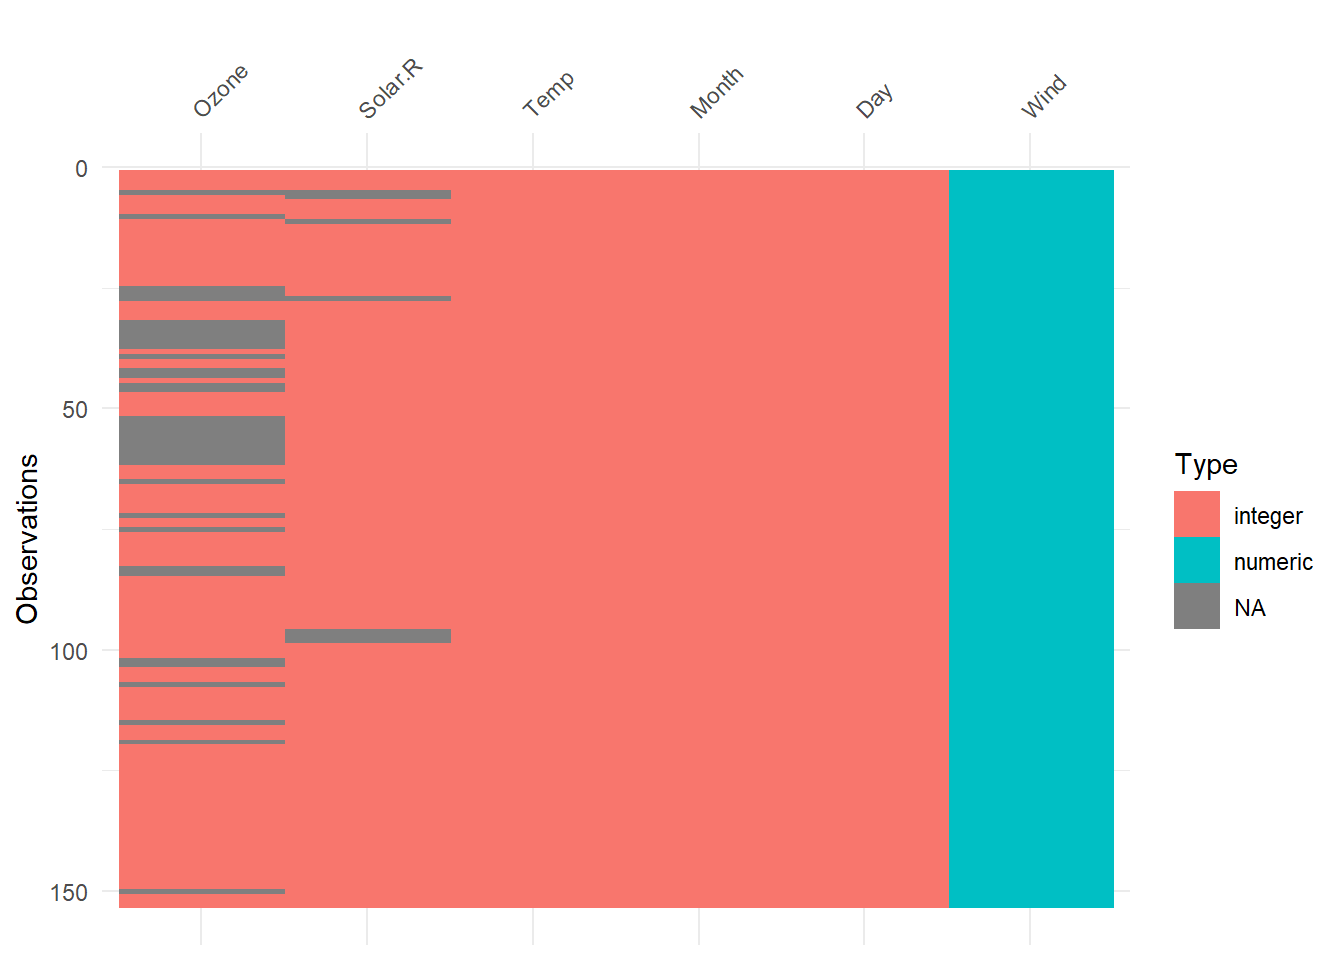 Ozone
Solar.R
Temp
Month
Day
Wind
0
50
100
150
Observations
Type
integer
numeric
NA